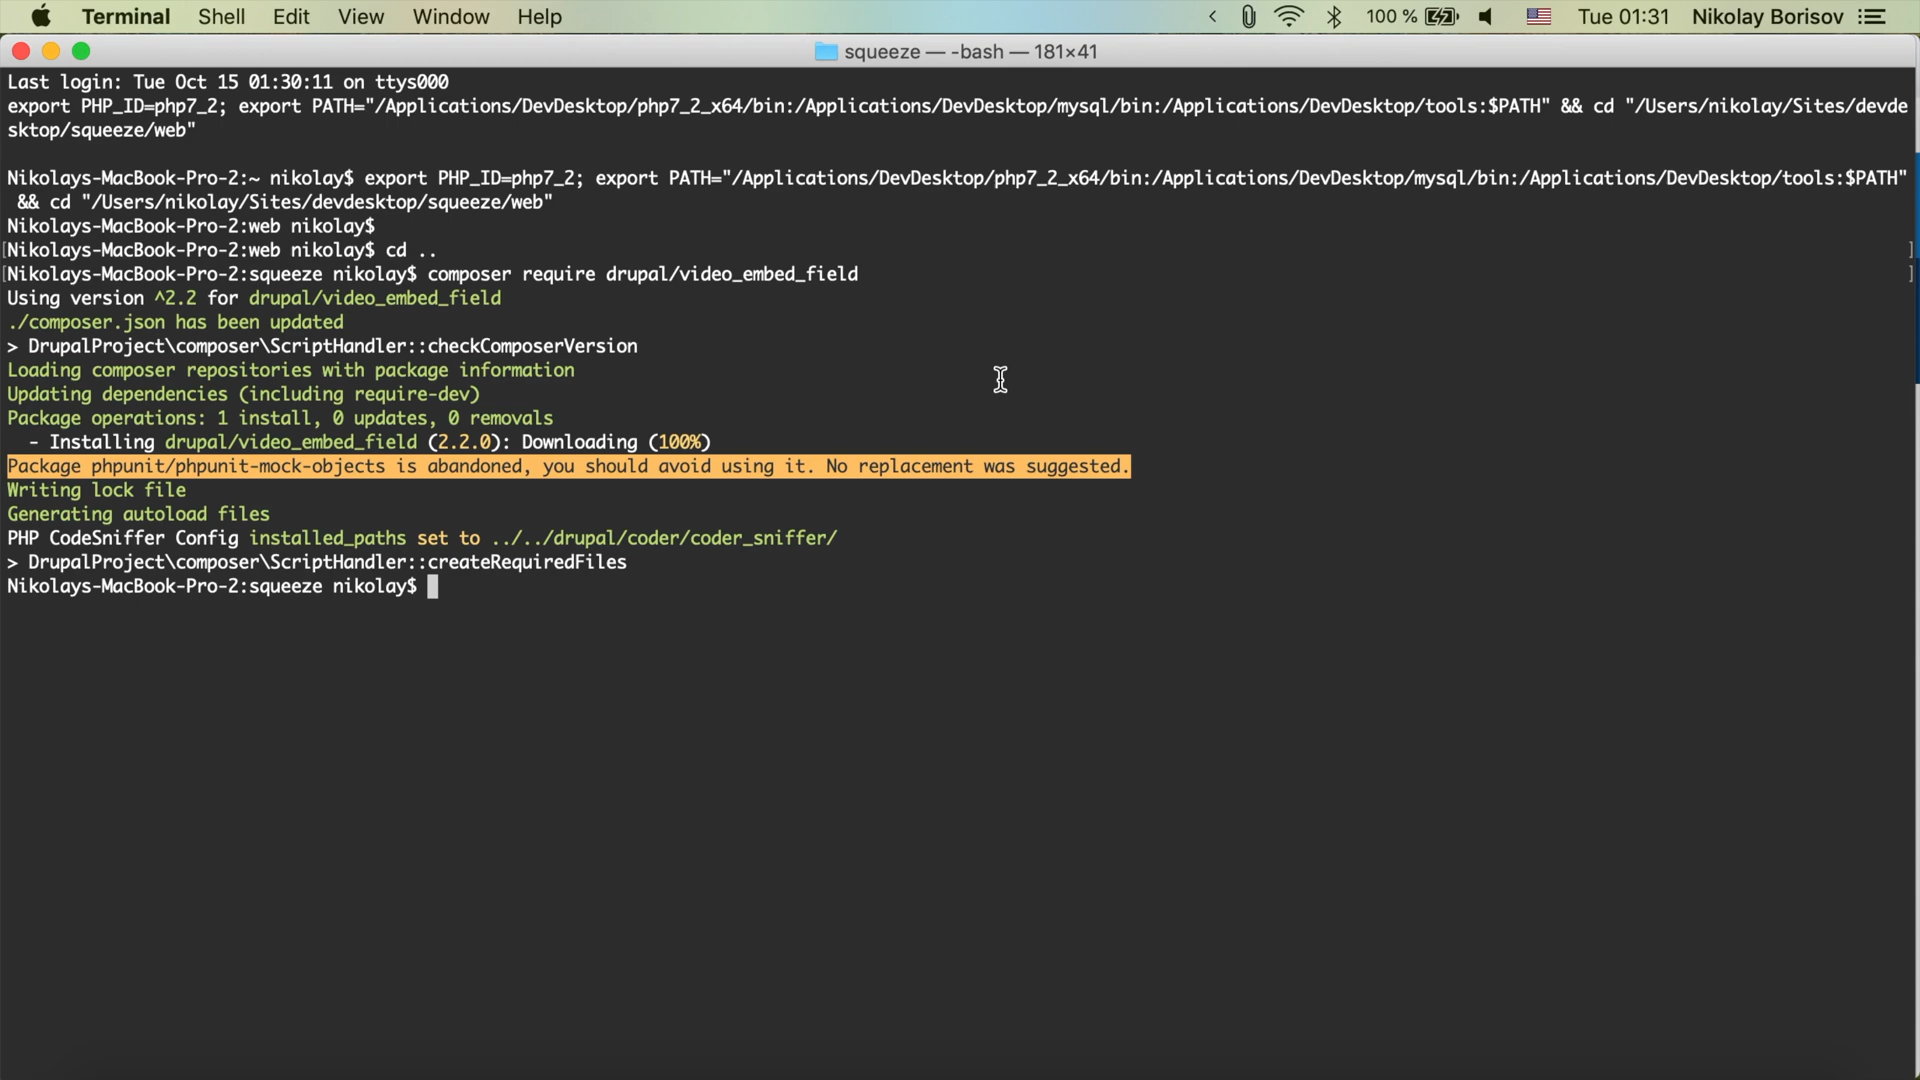 Terminal Shell Edit View Window Help 100 % Tue 01:31 Nikolay Borisov
squeeze — -bash — 181×41
Last login: Tue Oct 15 01:30:11 on ttys000
export PHP_ID=php7_2; export PATH="/Applications/DevDesktop/php7_2_x64/bin:/Applications/DevDesktop/mysql/bin:/Applications/DevDesktop/tools:$PATH" && cd "/Users/nikolay/Sites/devde
sktop/squeeze/web"
Nikolays-MacBook-Pro-2:~ nikolay$ export PHP_ID=php7_2; export PATH="/Applications/DevDesktop/php7_2_x64/bin:/Applications/DevDesktop/mysql/bin:/Applications/DevDesktop/tools:$PATH"
&& cd "/Users/nikolay/Sites/devdesktop/squeeze/web"
Nikolays-MacBook-Pro-2:web nikolay$
[Nikolays-MacBook-Pro-2:web nikolay$ cd .. ]
[Nikolays-MacBook-Pro-2:squeeze nikolay$ composer require drupal/video_embed_field ]
Using version ^2.2 for drupal/video_embed_field
./composer.json has been updated
> DrupalProject\composer\ScriptHandler::checkComposerVersion
Loading composer repositories with package information
Updating dependencies (including require-dev)
Package operations: 1 install, 0 updates, 0 removals
- Installing drupal/video_embed_field (2.2.0): Downloading (100%)
Package phpunit/phpunit-mock-objects is abandoned, you should avoid using it. No replacement was suggested.
Writing lock file
Generating autoload files
PHP CodeSniffer Config installed_paths set to ../../drupal/coder/coder_sniffer/
> DrupalProject\composer\ScriptHandler::createRequiredFiles
Nikolays-MacBook-Pro-2:squeeze nikolay$